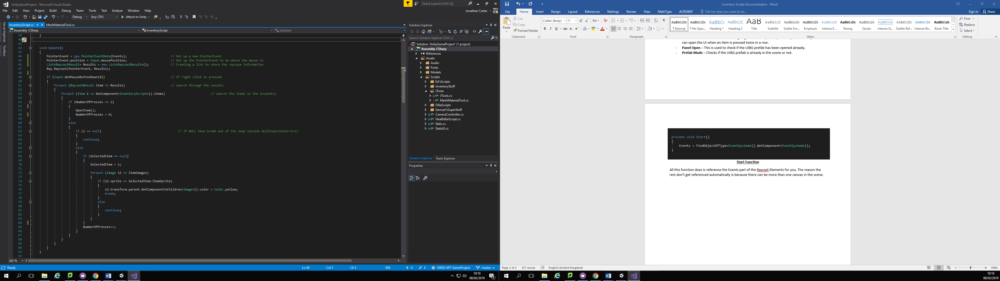 UnityGameProject - Microsoft Visual Studio
Quick Launch (Ctrl+Q)
File Edit View Project Build Debug Team Tools Test Analyze Window Help
Jonathan Carter
Debug Any CPU Attach to Unity
Server Explorer
Toolbox
InventoryScript.cs MeshMaterialTool.cs
Assembly-CSharp InventoryScript Update()
39 }
40
41
42 void Update()
43 {
44 PointerEvent = new PointerEventData(Events); // Set up a new PointerEvent
45 PointerEvent.position = Input.mousePosition; // Set up the PointerEvent to be where the mouse is
46 List<RaycastResult> Results = new List<RaycastResult>(); // Creating a list to store the raycase information
47 Ray.Raycast(PointerEvent, Results);
48
49 if (Input.GetMouseButtonDown(0)) // If right click is pressed
50 {
51 foreach (RaycastResult item in Results) // search through the results
52 {
53 foreach (Item i in GetComponent<InventoryScript>().items) // search the items in the inveontry
54 {
55 if (NumberOfPresses == 2)
56 {
57 OpenItem();
58 NumberOfPresses = 0;
59 }
60 else
61 {
62 if (i == null) // if NULL then break out of the loop (avoids NullExepctionErrors)
63 {
64 continue;
65 }
66 else
67 {
68 if (SelectedItem == null)
69 {
70 SelectedItem = i;
71
72 foreach (Image i2 in ItemImages)
73 {
74 if (i2.sprite == SelectedItem.ItemSprite)
75 {
76 i2.transform.parent.GetComponentInChildren<Image>().color = Color.yellow;
77 break;
78 }
79 else
80 {
81 continue;
82 }
83 }
84 }
85 NumberOfPresses++;
86 }
87 }
88 }
89 }
90 }
91 }
92
100 %
Solution Explorer
Search Solution Explorer (Ctrl+;)
Solution 'UnityGameProject' (1 project)
Assembly-CSharp
References
Assets
Audio
Fonts
Models
Scripts
Ed'sScripts
InventoryStuff
JTools
JTools.cs
MeshMaterialTool.cs
OllieScripts
Samuel'sSuperStuff
CameraController.cs
HealthBarScript.cs
Stats.cs
StatsUI.cs
Solution Explorer Team Explorer
Properties
Ready Ln 40 Col 5 Ch 5 INS 0 4 SWEG-MT-GameProject master
10:10
08/02/2019
Inventory Scripts Documentation - Word
File Home Insert Design Layout References Mailings Review View MathType ACROBAT Tell me what you want to do... Sign in Share
Paste
Cut
Copy
Format Painter
Clipboard
Calibri (Body) 11
Font
Paragraph
¶ Normal ¶ No Spac... Heading 1 Heading 2 Title Subtitle Subtle Em... Emphasis Intense E... Strong Quote Intense Q... Subtle Ref... Intense Re... Book Title
Styles
Find
Replace
Select
Editing
can open the UI when an item is pressed twice in a row.
- Panel Open – This is used to check if the UIBG prefab has been opened already.
- Prefab Made – Checks if the UIBG prefab is already in the scene or not.
private void Start()
{
Events = FindObjectOfType<EventSystem>().GetComponent<EventSystem>();
}
Start Function
All this function does is reference the Events part of the Raycast Elements for you. The reason the
rest don't get referenced automatically is because there can be more than one canvas in the scene.
Page 2 of 2 337 words English (United Kingdom) 100%
10:10
08/02/2019